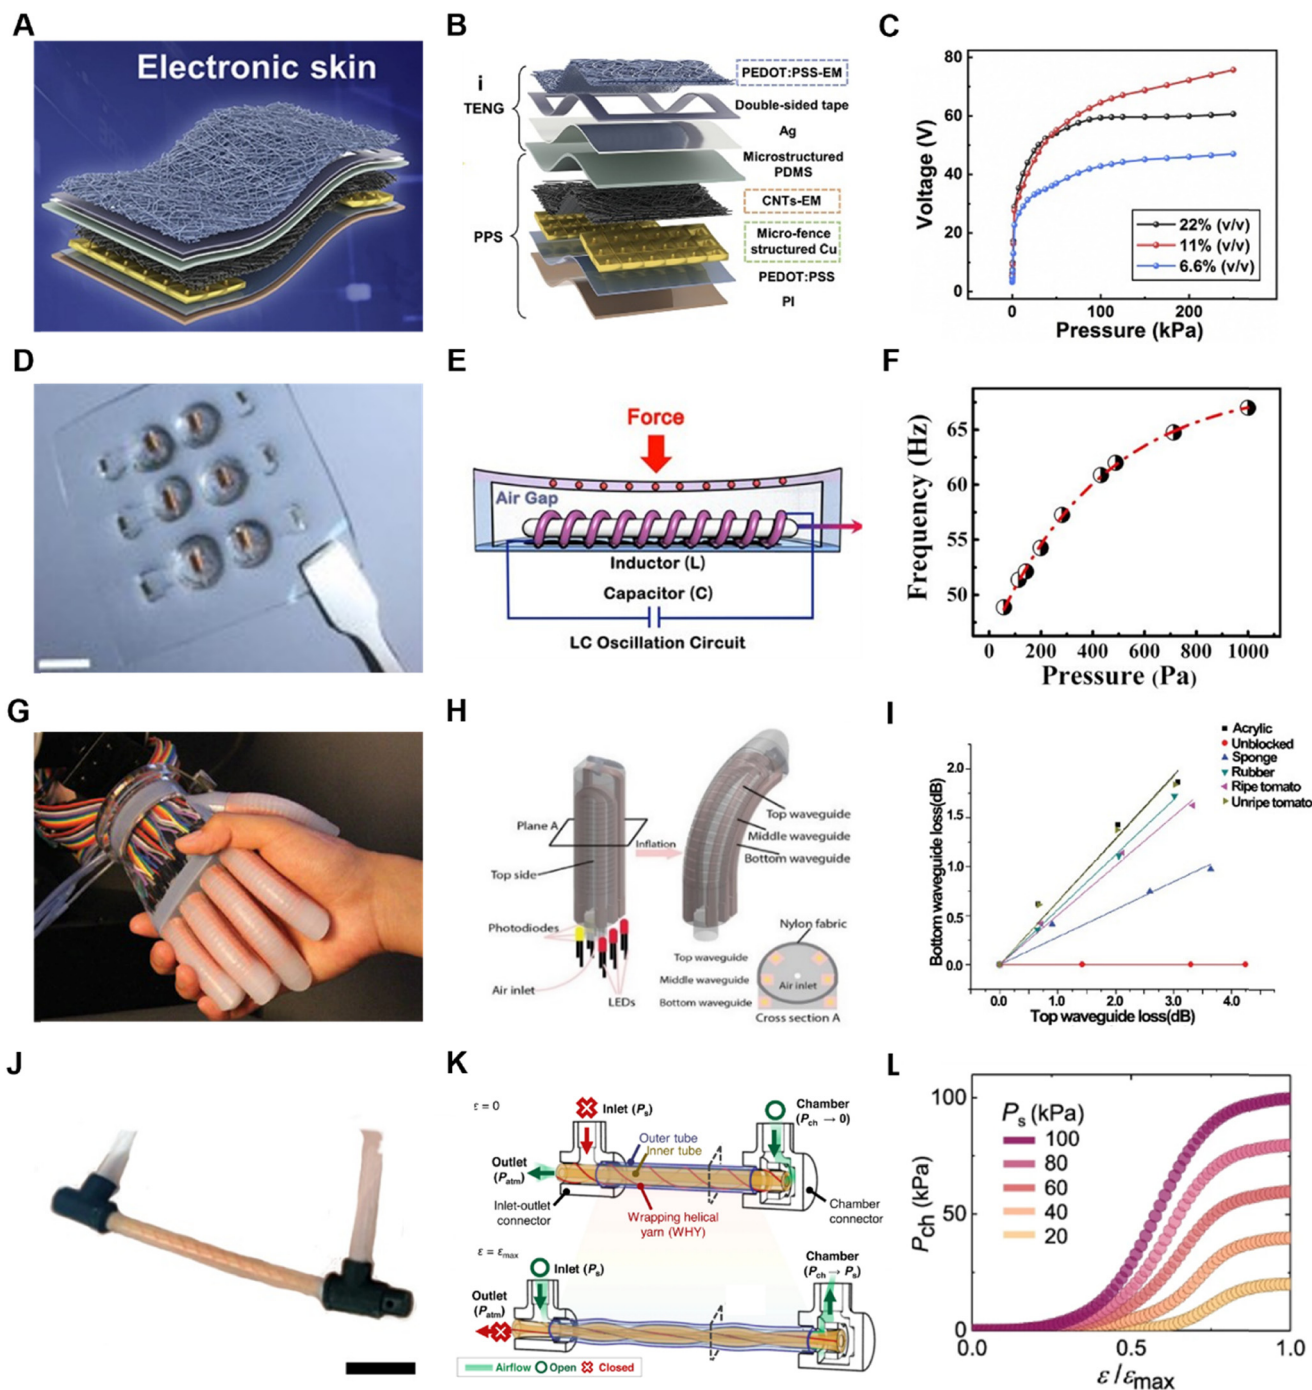 A
Electronic skin
B
i
TENG
PPS
PEDOT:PSS-EM
Double-sided tape
Ag
Microstructured
PDMS
CNTs-EM
Micro-fence
structured Cu
PEDOT:PSS
PI
C
Voltage (V)
80
60
40
20
0
22% (v/v)
11% (v/v)
6.6% (v/v)
0 100 200
Pressure (kPa)
D
E
Force
Air Gap
Inductor (L)
Capacitor (C)
LC Oscillation Circuit
F
Frequency (Hz)
65
60
55
50
0 200 400 600 800 1000
Pressure (Pa)
G
H
Plane A
Top side
Inflation
Top waveguide
Middle waveguide
Bottom waveguide
Photodiodes
Air inlet
LEDs
Nylon fabric
Top waveguide
Middle waveguide
Bottom waveguide
Air inlet
Cross section A
I
Acrylic
Unblocked
Sponge
Rubber
Ripe tomato
Unripe tomato
Bottom waveguide loss(dB)
2.0
1.5
1.0
0.5
0.0
0.0 1.0 2.0 3.0 4.0
Top waveguide loss(dB)
J
K
ε = 0
Inlet (Ps)
Chamber
(Pch → 0)
Outer tube
Inner tube
Outlet
(Patm)
Inlet-outlet
connector
Wrapping helical
yarn (WHY)
Chamber
connector
ε = εmax
Inlet (Ps)
Chamber
(Pch → Ps)
Outlet
(Patm)
Airflow Open Closed
L
Pch (kPa)
100
50
0
Ps (kPa)
100
80
60
40
20
0 0.5 1.0
ε/εmax